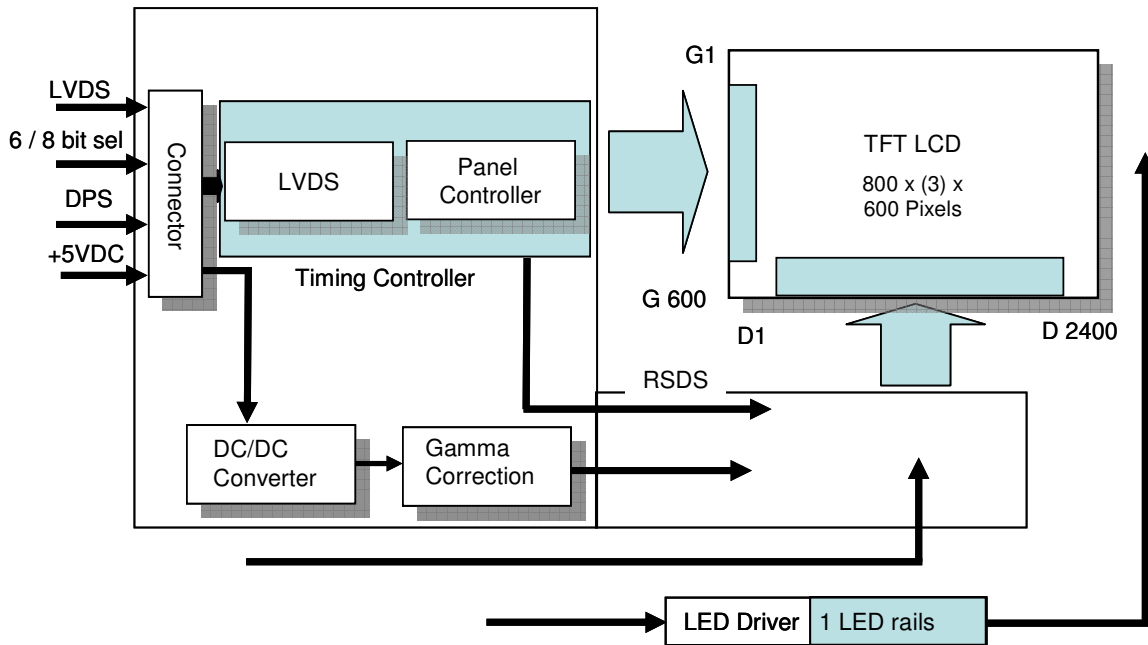 G1
LVDS
6 / 8 bit sel
DPS
+5VDC
Connector
LVDS
Panel
Controller
Timing Controller
TFT LCD
800 x (3) x
600 Pixels
G 600
D1
D 2400
RSDS
DC/DC
Converter
Gamma
Correction
LED Driver
1 LED rails